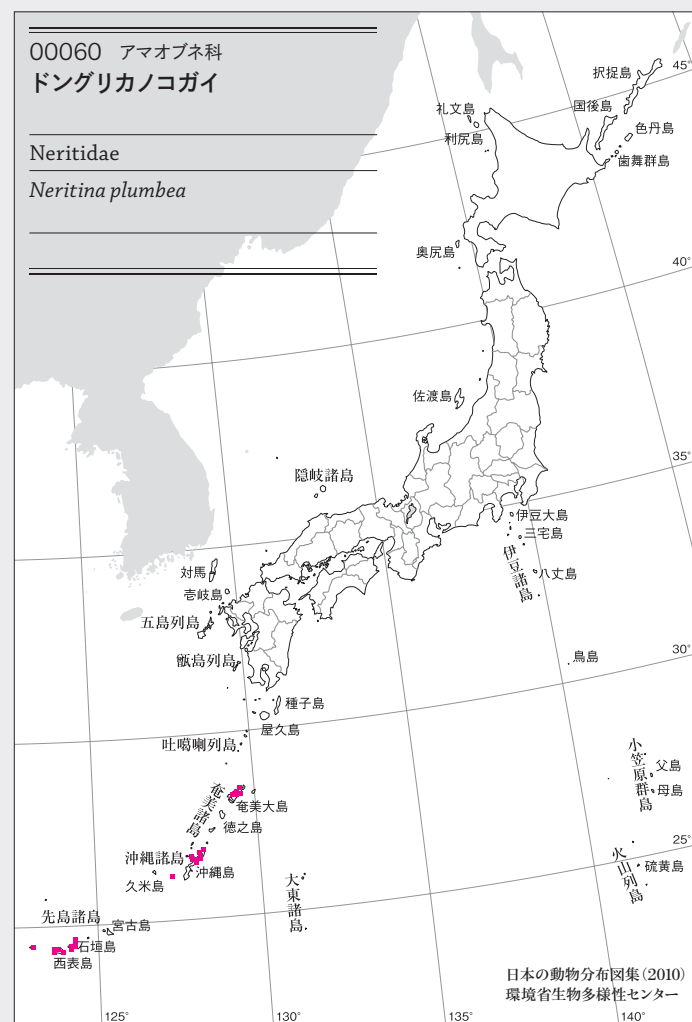 00060 アマオブネ科
ドングリカノコガイ
Neritidae
Neritina plumbea
45°
択捉島
国後島
色丹島
歯舞群島
礼文島
利尻島
奥尻島
40°
佐渡島
35°
隠岐諸島
伊豆大島
三宅島
伊豆諸島
八丈島
対馬
壱岐島
五島列島
甑島列島
30°
鳥島
種子島
屋久島
吐噶喇列島
小笠原群島
父島
母島
奄美諸島
奄美大島
徳之島
25°
沖縄諸島
沖縄島
久米島
火山列島
硫黄島
大東諸島
先島諸島
宮古島
石垣島
西表島
日本の動物分布図集(2010)
環境省生物多様性センター
125°
130°
135°
140°